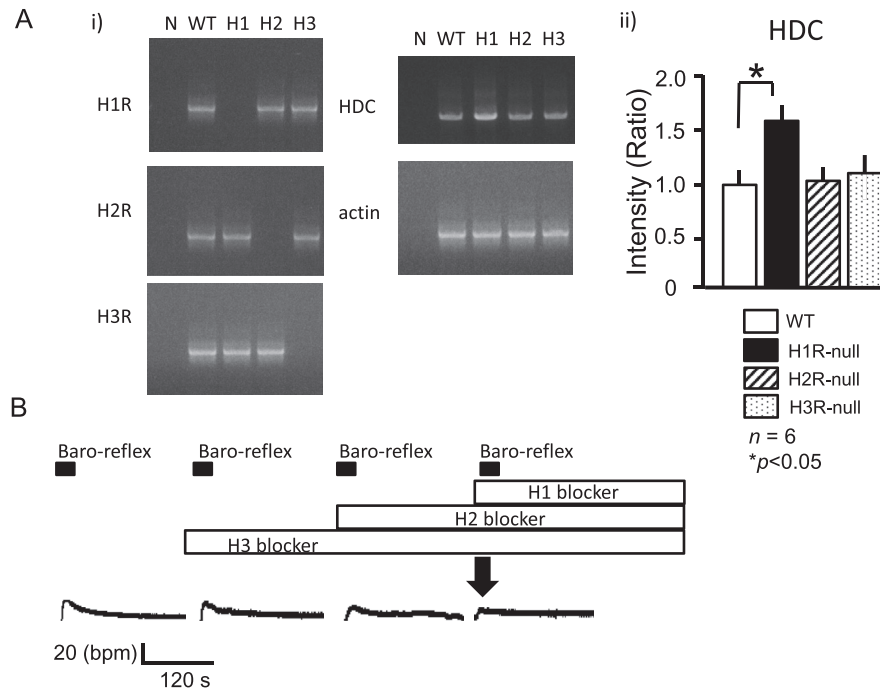 A
i)
N WT H1 H2 H3
H1R
H2R
H3R
N WT H1 H2 H3
HDC
actin
ii)
HDC
Intensity (Ratio)
2.0
1.5
1.0
0.5
0
*
WT
H1R-null
H2R-null
H3R-null
n = 6
*p<0.05
B
Baro-reflex Baro-reflex Baro-reflex Baro-reflex
H1 blocker
H2 blocker
H3 blocker
20 (bpm)
120 s